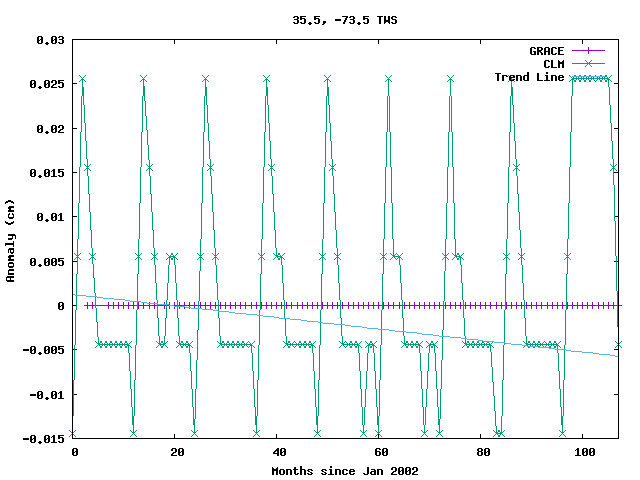 35.5, -73.5 TWS
GRACE
CLM
Trend Line
0.03
0.025
0.02
0.015
0.01
0.005
0
-0.005
-0.01
-0.015
Anomaly (cm)
0 20 40 60 80 100
Months since Jan 2002